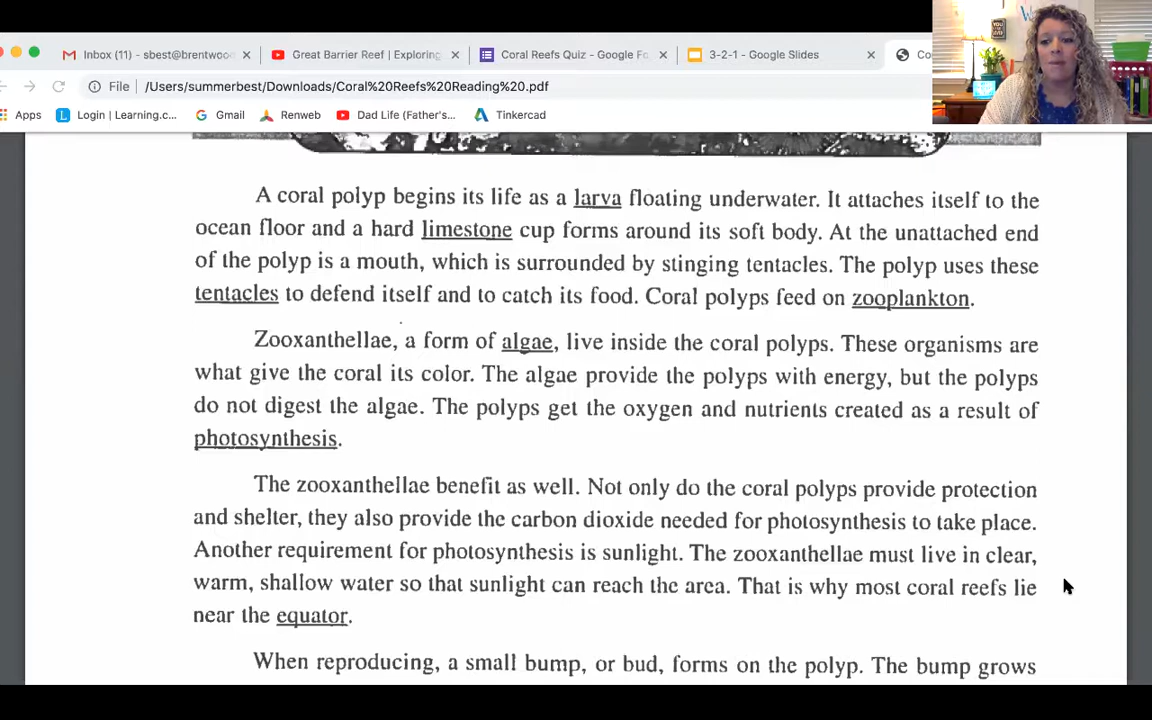 Inbox (11) - sbest@brentwood
Great Barrier Reef | Exploring
Coral Reefs Quiz - Google Fo
3-2-1 - Google Slides
Co
File | /Users/summerbest/Downloads/Coral%20Reefs%20Reading%20.pdf
Apps Login | Learning.c... Gmail Renweb Dad Life (Father's... Tinkercad
A coral polyp begins its life as a larva floating underwater. It attaches itself to the
ocean floor and a hard limestone cup forms around its soft body. At the unattached end
of the polyp is a mouth, which is surrounded by stinging tentacles. The polyp uses these
tentacles to defend itself and to catch its food. Coral polyps feed on zooplankton.
Zooxanthellae, a form of algae, live inside the coral polyps. These organisms are
what give the coral its color. The algae provide the polyps with energy, but the polyps
do not digest the algae. The polyps get the oxygen and nutrients created as a result of
photosynthesis.
The zooxanthellae benefit as well. Not only do the coral polyps provide protection
and shelter, they also provide the carbon dioxide needed for photosynthesis to take place.
Another requirement for photosynthesis is sunlight. The zooxanthellae must live in clear,
warm, shallow water so that sunlight can reach the area. That is why most coral reefs lie
near the equator.
When reproducing, a small bump, or bud, forms on the polyp. The bump grows